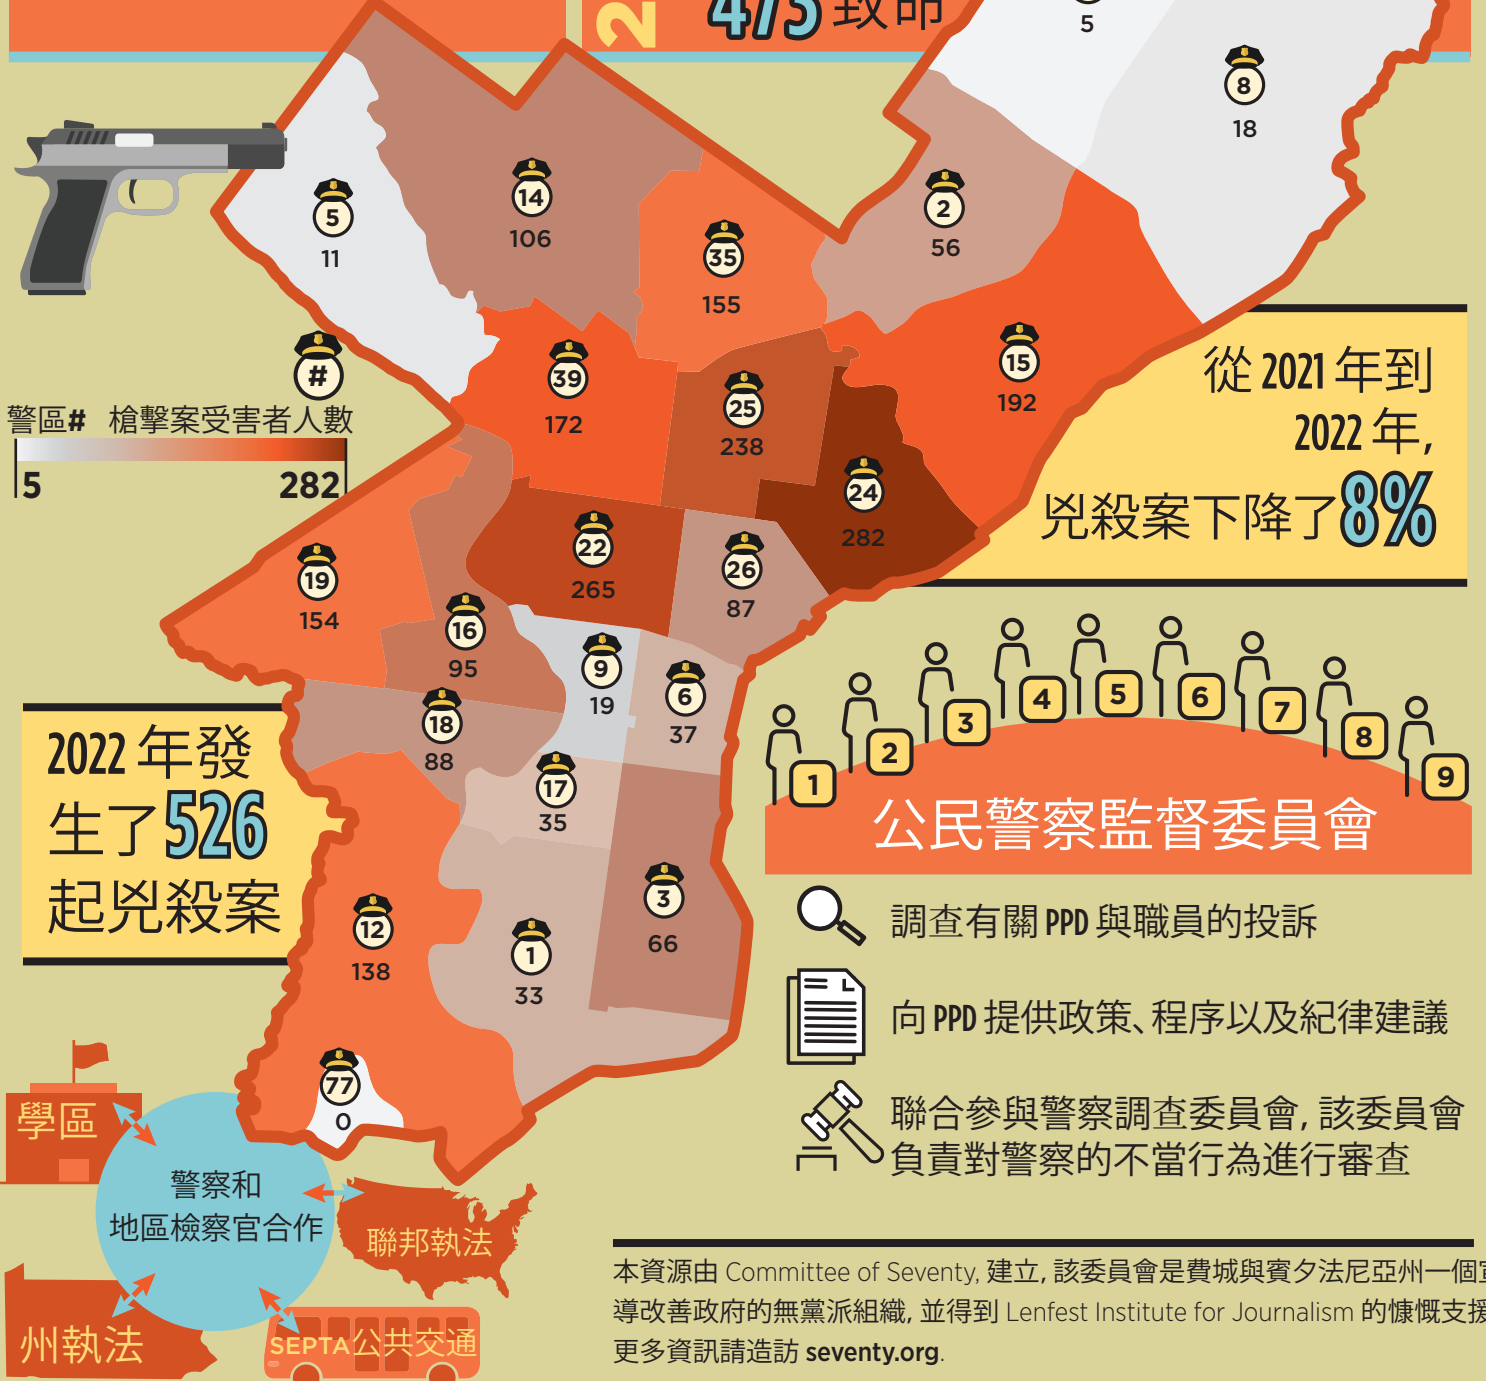 473 致命
2
5
8
18
5
11
14
106
35
155
2
56
15
192
#
警區# 槍擊案受害者人數
5 282
39
172
25
238
24
282
從 2021 年到
2022 年,
兇殺案下降了8%
22
265
26
87
19
154
16
95
9
19
6
37
18
88
17
35
2022 年發
生了526
起兇殺案
12
138
1
33
3
66
77
0
1 2 3 4 5 6 7 8 9
公民警察監督委員會
調查有關 PPD 與職員的投訴
向 PPD 提供政策、程序以及紀律建議
聯合參與警察調查委員會, 該委員會
負責對警察的不當行為進行審查
學區
警察和
地區檢察官合作
聯邦執法
州執法
SEPTA公共交通
本資源由 Committee of Seventy, 建立, 該委員會是費城與賓夕法尼亞州一個
導改善政府的無黨派組織, 並得到 Lenfest Institute for Journalism 的慷慨支援
更多資訊請造訪 seventy.org.